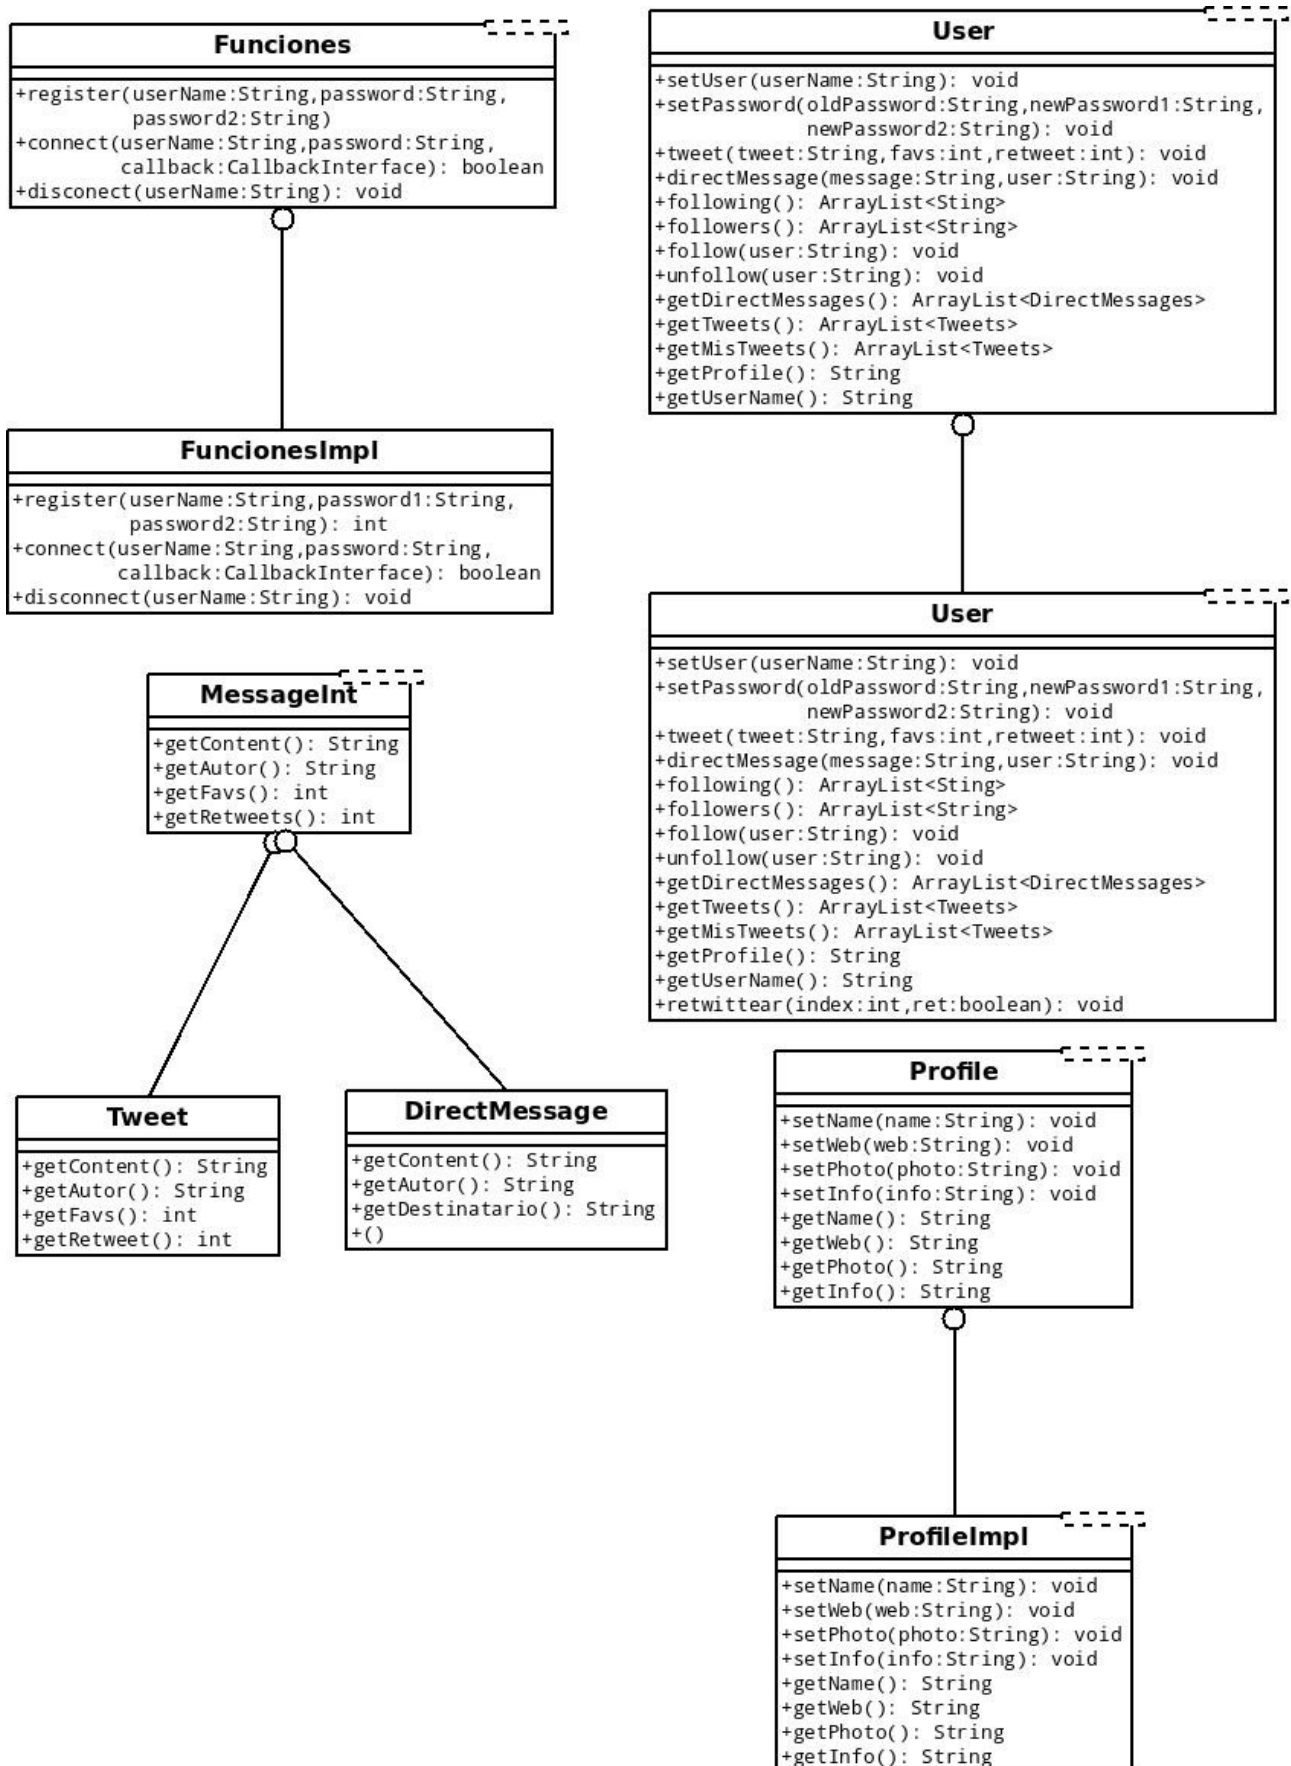 Funciones
+register(userName:String,password:String,
password2:String)
+connect(userName:String,password:String,
callback:CallbackInterface): boolean
+disconect(userName:String): void
User
+setUser(userName:String): void
+setPassword(oldPassword:String,newPassword1:String,
newPassword2:String): void
+tweet(tweet:String,favs:int,retweet:int): void
+directMessage(message:String,user:String): void
+following(): ArrayList<Sting>
+followers(): ArrayList<String>
+follow(user:String): void
+unfollow(user:String): void
+getDirectMessages(): ArrayList<DirectMessages>
+getTweets(): ArrayList<Tweets>
+getMisTweets(): ArrayList<Tweets>
+getProfile(): String
+getUserName(): String
FuncionesImpl
+register(userName:String,password1:String,
password2:String): int
+connect(userName:String,password:String,
callback:CallbackInterface): boolean
+disconnect(userName:String): void
User
+setUser(userName:String): void
+setPassword(oldPassword:String,newPassword1:String,
newPassword2:String): void
+tweet(tweet:String,favs:int,retweet:int): void
+directMessage(message:String,user:String): void
+following(): ArrayList<Sting>
+followers(): ArrayList<String>
+follow(user:String): void
+unfollow(user:String): void
+getDirectMessages(): ArrayList<DirectMessages>
+getTweets(): ArrayList<Tweets>
+getMisTweets(): ArrayList<Tweets>
+getProfile(): String
+getUserName(): String
+retwittear(index:int,ret:boolean): void
MessageInt
+getContent(): String
+getAutor(): String
+getFavs(): int
+getRetweets(): int
Tweet
+getContent(): String
+getAutor(): String
+getFavs(): int
+getRetweet(): int
DirectMessage
+getContent(): String
+getAutor(): String
+getDestinatario(): String
+()
Profile
+setName(name:String): void
+setWeb(web:String): void
+setPhoto(photo:String): void
+setInfo(info:String): void
+getName(): String
+getWeb(): String
+getPhoto(): String
+getInfo(): String
ProfileImpl
+setName(name:String): void
+setWeb(web:String): void
+setPhoto(photo:String): void
+setInfo(info:String): void
+getName(): String
+getWeb(): String
+getPhoto(): String
+getInfo(): String